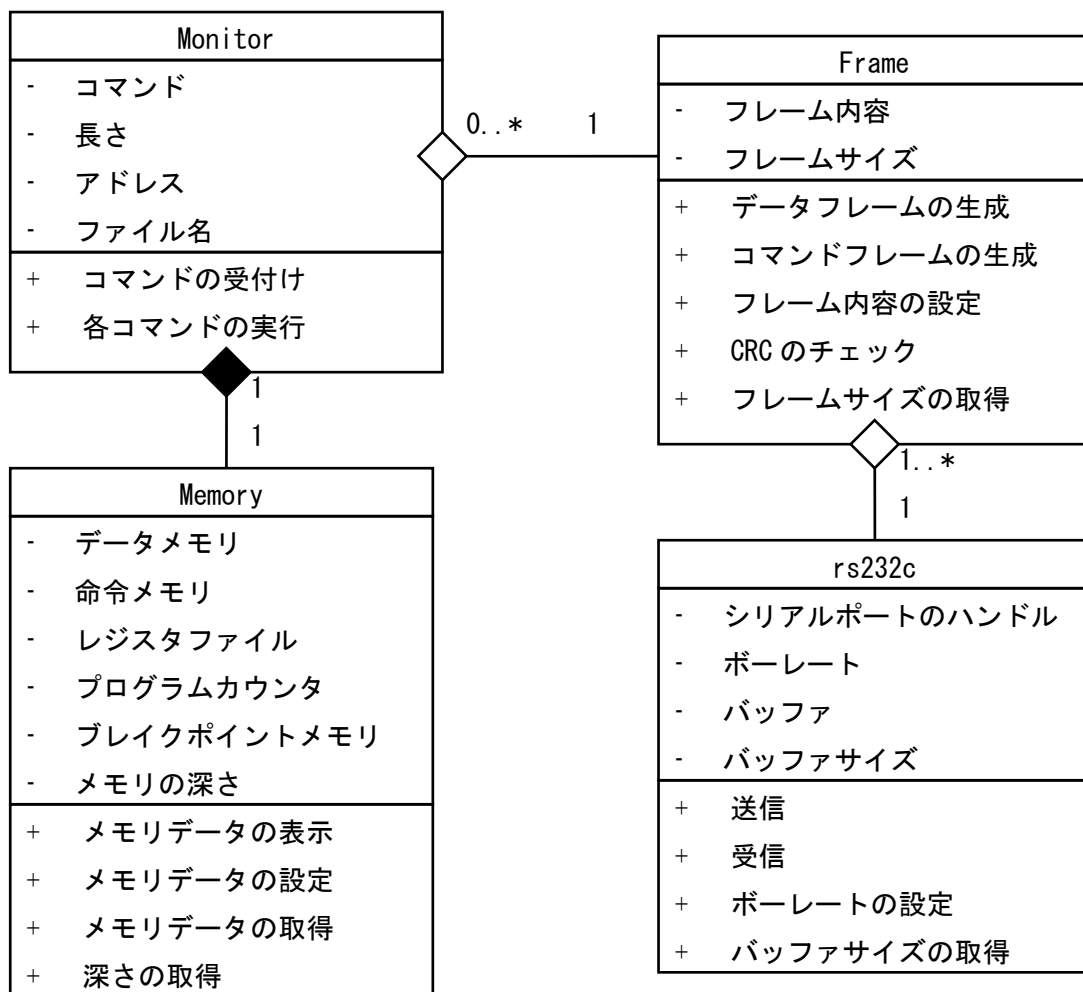 Monitor
- コマンド
- 長さ
- アドレス
- ファイル名
+ コマンドの受付け
+ 各コマンドの実行
0..* 1
Frame
- フレーム内容
- フレームサイズ
+ データフレームの生成
+ コマンドフレームの生成
+ フレーム内容の設定
+ CRCのチェック
+ フレームサイズの取得
1
1
1..*
1
Memory
- データメモリ
- 命令メモリ
- レジスタファイル
- プログラムカウンタ
- ブレイクポイントメモリ
- メモリの深さ
+ メモリデータの表示
+ メモリデータの設定
+ メモリデータの取得
+ 深さの取得
rs232c
- シリアルポートのハンドル
- ボーレート
- バッファ
- バッファサイズ
+ 送信
+ 受信
+ ボーレートの設定
+ バッファサイズの取得